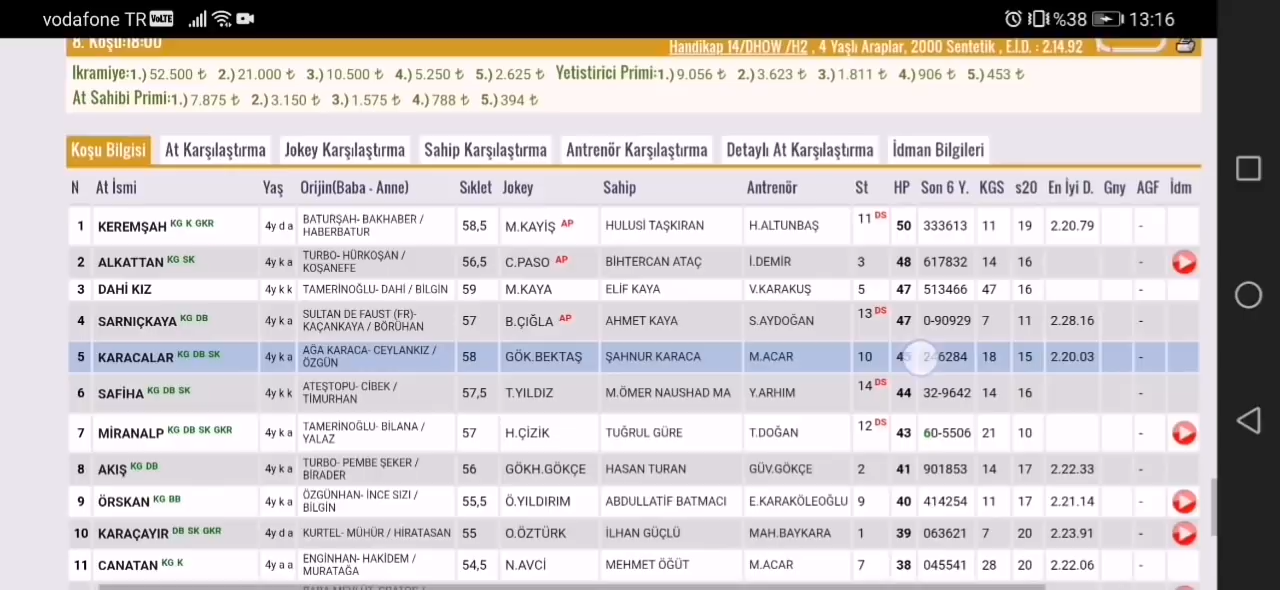 vodafone TR VoLTE %38 13:16
8. Koşu:18:00 Handikap 14/DHOW /H2 , 4 Yaşlı Araplar, 2000 Sentetik , E.İ.D. : 2.14.92
Ikramiye:1.) 52.500 ₺ 2.) 21.000 ₺ 3.) 10.500 ₺ 4.) 5.250 ₺ 5.) 2.625 ₺ Yetistirici Primi:1.) 9.056 ₺ 2.) 3.623 ₺ 3.) 1.811 ₺ 4.) 906 ₺ 5.) 453 ₺
At Sahibi Primi:1.) 7.875 ₺ 2.) 3.150 ₺ 3.) 1.575 ₺ 4.) 788 ₺ 5.) 394 ₺
Koşu Bilgisi At Karşılaştırma Jokey Karşılaştırma Sahip Karşılaştırma Antrenör Karşılaştırma Detaylı At Karşılaştırma İdman Bilgileri
N At İsmi Yaş Orijin(Baba - Anne) Sıklet Jokey Sahip Antrenör St HP Son 6 Y. KGS s20 En İyi D. Gny AGF İdm
1 KEREMŞAH KG K GKR 4y d a BATURŞAH- BAKHABER / HABERBATUR 58,5 M.KAYİŞ AP HULUSİ TAŞKIRAN H.ALTUNBAŞ 11 DS 50 333613 11 19 2.20.79 -
2 ALKATTAN KG SK 4y k a TURBO- HÜRKOŞAN / KOŞANEFE 56,5 C.PASO AP BİHTERCAN ATAÇ İ.DEMİR 3 48 617832 14 16 -
3 DAHİ KIZ 4y k k TAMERİNOĞLU- DAHİ / BİLGİN 59 M.KAYA ELİF KAYA V.KARAKUŞ 5 47 513466 47 16 -
4 SARNIÇKAYA KG DB 4y k a SULTAN DE FAUST (FR)- KAÇANKAYA / BÖRÜHAN 57 B.ÇIĞLA AP AHMET KAYA S.AYDOĞAN 13 DS 47 0-90929 7 11 2.28.16 -
5 KARACALAR KG DB SK 4y k a AĞA KARACA- CEYLANKIZ / ÖZGÜN 58 GÖK.BEKTAŞ ŞAHNUR KARACA M.ACAR 10 45 246284 18 15 2.20.03 -
6 SAFİHA KG DB SK 4y k k ATEŞTOPU- CİBEK / TİMURHAN 57,5 T.YILDIZ M.ÖMER NAUSHAD MA Y.ARHIM 14 DS 44 32-9642 14 16 -
7 MİRANALP KG DB SK GKR 4y k a TAMERİNOĞLU- BİLANA / YALAZ 57 H.ÇİZİK TUĞRUL GÜRE T.DOĞAN 12 DS 43 60-5506 21 10 -
8 AKIŞ KG DB 4y k a TURBO- PEMBE ŞEKER / BİRADER 56 GÖKH.GÖKÇE HASAN TURAN GÜV.GÖKÇE 2 41 901853 14 17 2.22.33 -
9 ÖRSKAN KG BB 4y k a ÖZGÜNHAN- İNCE SIZI / BİLGİN 55,5 Ö.YILDIRIM ABDULLATİF BATMACI E.KARAKÖLEOĞLU 9 40 414254 11 17 2.21.14 -
10 KARAÇAYIR DB SK GKR 4y d a KURTEL- MÜHÜR / HİRATASAN 55 O.ÖZTÜRK İLHAN GÜÇLÜ MAH.BAYKARA 1 39 063621 7 20 2.23.91 -
11 CANATAN KG K 4y a a ENGİNHAN- HAKİDEM / MURATAĞA 54,5 N.AVCİ MEHMET ÖĞÜT M.ACAR 7 38 045541 28 20 2.22.06 -